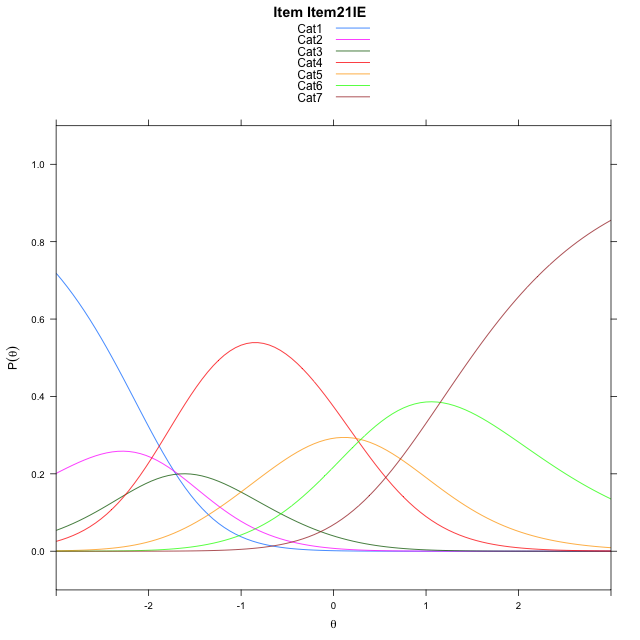 Item Item21IE
Cat1
Cat2
Cat3
Cat4
Cat5
Cat6
Cat7
1.0
0.8
0.6
0.4
0.2
0.0
P(θ)
-2 -1 0 1 2
θ